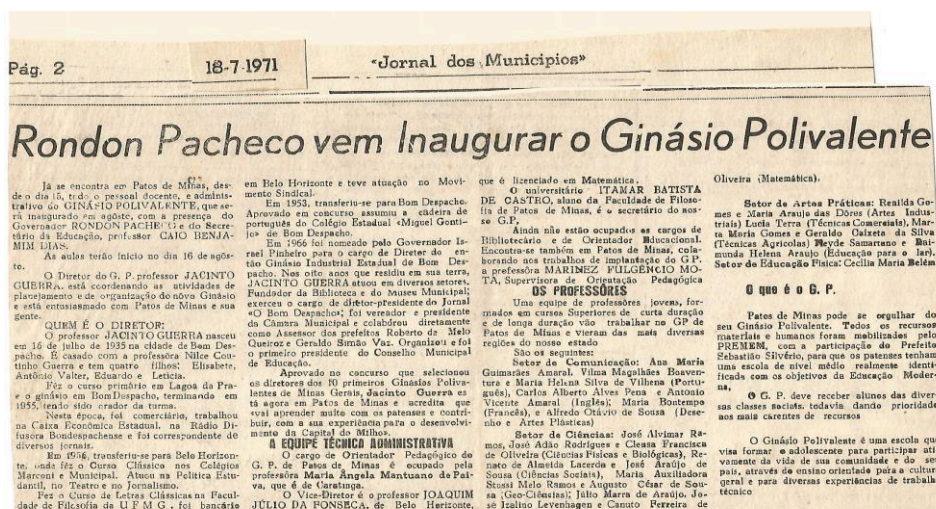 Pág. 2
18-7-1971
«Jornal dos Municipios»
Rondon Pacheco vem Inaugurar o Ginásio Polivalente
Já se encontra em Patos de Minas, des-
de o dia 15, todo o pessoal docente, e adminis-
trativo do GINÁSIO POLIVALENTE, que se-
rá inaugurado em agôsto, com a presença do
Governador RONDON PACHECO e do Secre-
tário da Educação, professor CAIO BENJA-
MIM DIAS.
As aulas terão início no dia 16 de agôs-
to.
O Diretor do G. P. professor JACINTO
GUERRA, está coordenando as atividades de
planejamento e de organização do nôvo Ginásio
e está entusiasmado com Patos de Minas e sua
gente.
QUEM É O DIRETOR:
O professor JACINTO GUERRA nasceu
em 16 de julho de 1935 na cidade de Bom Des-
pacho. É casado com a professôra Nilce Cou-
tinho Guerra e tem quatro filhos: Elisabete,
Antônio Valter, Eduardo e Letícia.
Fêz o curso primário em Lagoa da Pra-
ta e o ginásio em BomDespacho, terminando em
1955, tendo sido orador da turma.
Nesta época, foi comerciário, trabalhou
na Caixa Econômica Estadual, na Rádio Di-
fusora Bondespachense e foi correspondente de
diversos jornais.
Em 1956, transferiu-se para Belo Horizon-
te, onde fêz o Curso Clássico nos Colégios
Marconi e Municipal. Atuou na Política Estu-
dantil, no Teatro e no Jornalismo.
Fez o Curso de Letras Clássicas na Facul-
dade de Filosofia da U F M G, foi bancário
em Belo Horizonte e teve atuação no Movi-
mento Sindical.
Em 1953, transferiu-se para Bom Despacho.
Aprovado em concurso assumiu a cadeira de
português do Colégio Estadual «Miguel Gonti-
jo» de Bom Despacho.
Em 1966 foi nomeado pelo Governador Is-
rael Pinheiro para o cargo de Diretor do en-
tão Ginásio Industrial Estadual de Bom Des-
pacho. Nos oito anos que residiu em sua terra,
JACINTO GUERRA atuou em diversos setores.
Fundador da Biblioteca e do Museu Municipal;
exerceu o cargo de diretor-presidente do Jornal
«O Bom Despacho»; foi vereador e presidente
da Câmara Municipal e colaborou diretamente
como Assessor dos prefeitos Roberto de Melo
Queiroz e Geraldo Simão Vaz. Organizou e foi
o primeiro presidente do Conselho Municipal
de Educação.
Aprovado no concurso que selecionou
os diretores dos 10 primeiros Ginásios Poliva-
lentes de Minas Gerais, Jacinto Guerra es-
tá agora em Patos de Minas e acredita que
«vai aprender muito com os patenses e contri-
buir, com a sua experiência para o desenvolvi-
mento da Capital do Milho».
A EQUIPE TÉCNICA ADMINISTRATIVA
O cargo de Orientador Pedagógico do
G. P. de Patos de Minas é ocupado pela
professôra Maria Ângela Mantuano de Pai-
va, que é de Caratinga.
O Vice-Diretor é o professor JOAQUIM
JÚLIO DA FONSECA, de Belo Horizonte,
que é licenciado em Matemática.
O universitário ITAMAR BATISTA
DE CASTRO, aluno da Faculdade de Filoso-
fia de Patos de Minas, é o secretário do nos-
se G.P.
Ainda não estão ocupados os cargos de
Bibliotecário e de Orientador Educacional.
Encontra-se também em Patos de Minas, cola-
borando nos trabalhos de implantação do G P.
a professôra MARINEZ FULGÊNCIO MO-
TA, Supervisora de Orientação Pedagógica
OS PROFESSÔRES
Uma equipe de professôres jovens, for-
mados em cursos Superiores de curta duração
e de longa duração vão trabalhar no GP de
Patos de Minas e vieram das mais diversas
regiões do nosso estado
São os seguintes:
Setor de Comunicação: Ana Maria
Guimarães Amaral, Vilma Magalhães Boaven-
tura e Maria Helena Silva de Vilhena (Portu-
guês), Carlos Alberto Alves Pena e Antonio
Vicente Amaral (Inglês); Maria Bontempo
(Francês), e Alfredo Otávio de Sousa (Dese-
nho e Artes Plásticas)
Setor de Ciências: José Alvimar Ra-
mos, José Adão Rodrigues e Cleusa Francisca
de Oliveira (Ciências Físicas e Biológicas), Re-
nato de Almeida Lacerda e José Araújo de
Sousa (Ciências Sociais), Maria Auxiliadora
Stussi Melo Ramos e Augusto César de Sou-
sa (Geo-Ciências); Júlio Marra de Araújo, Jo-
se Italino Levenhagen e Canuto Ferreira de
Oliveira (Matemática).
Setor de Artes Práticas: Renilda Go-
mes e Maria Araujo das Dôres (Artes Indus-
triais) Lucia Terra (Técnicas Comerciais), Mar-
ta Maria Gomes e Geraldo Caixeta da Silva
(Técnicas Agrícolas) Neyde Samartano e Rai-
munda Helena Araujo (Educação para o lar).
Setor de Educação Física: Cecília Maria Belém
O que é o G. P.
Patos de Minas pode se orgulhar do
seu Ginásio Polivalente. Todos os recursos
materiais e humanos foram mobilizados pelo
PREMEM, com a participação do Prefeito
Sebastião Silvério, para que os patenses tenham
uma escola de nível médio realmente identi-
ficada com os objetivos da Educação Moder-
na,
O G. P. deve receber alunos das diver-
sas classes sociais, todavia dando prioridade
aos mais carentes de recursos
O Ginásio Polivalente é uma escola que
visa formar o adolescente para participar ati-
vamente da vida de sua comunidade e do seu
país, através de ensino orientado para a cultura
geral e para diversas experiências de trabalho
técnico